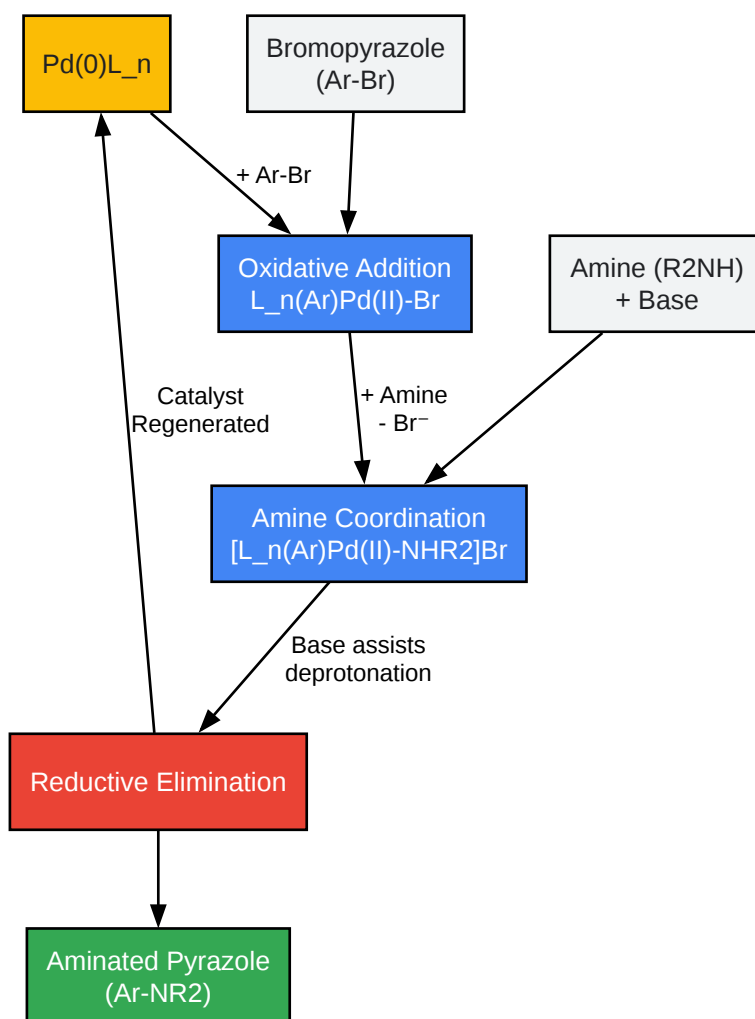 Pd(0)L_n
Bromopyrazole
(Ar-Br)
+ Ar-Br
Oxidative Addition
L_n(Ar)Pd(II)-Br
Amine (R2NH)
+ Base
Catalyst
Regenerated
+ Amine
- Br⁻
Amine Coordination
[L_n(Ar)Pd(II)-NHR2]Br
Base assists
deprotonation
Reductive Elimination
Aminated Pyrazole
(Ar-NR2)